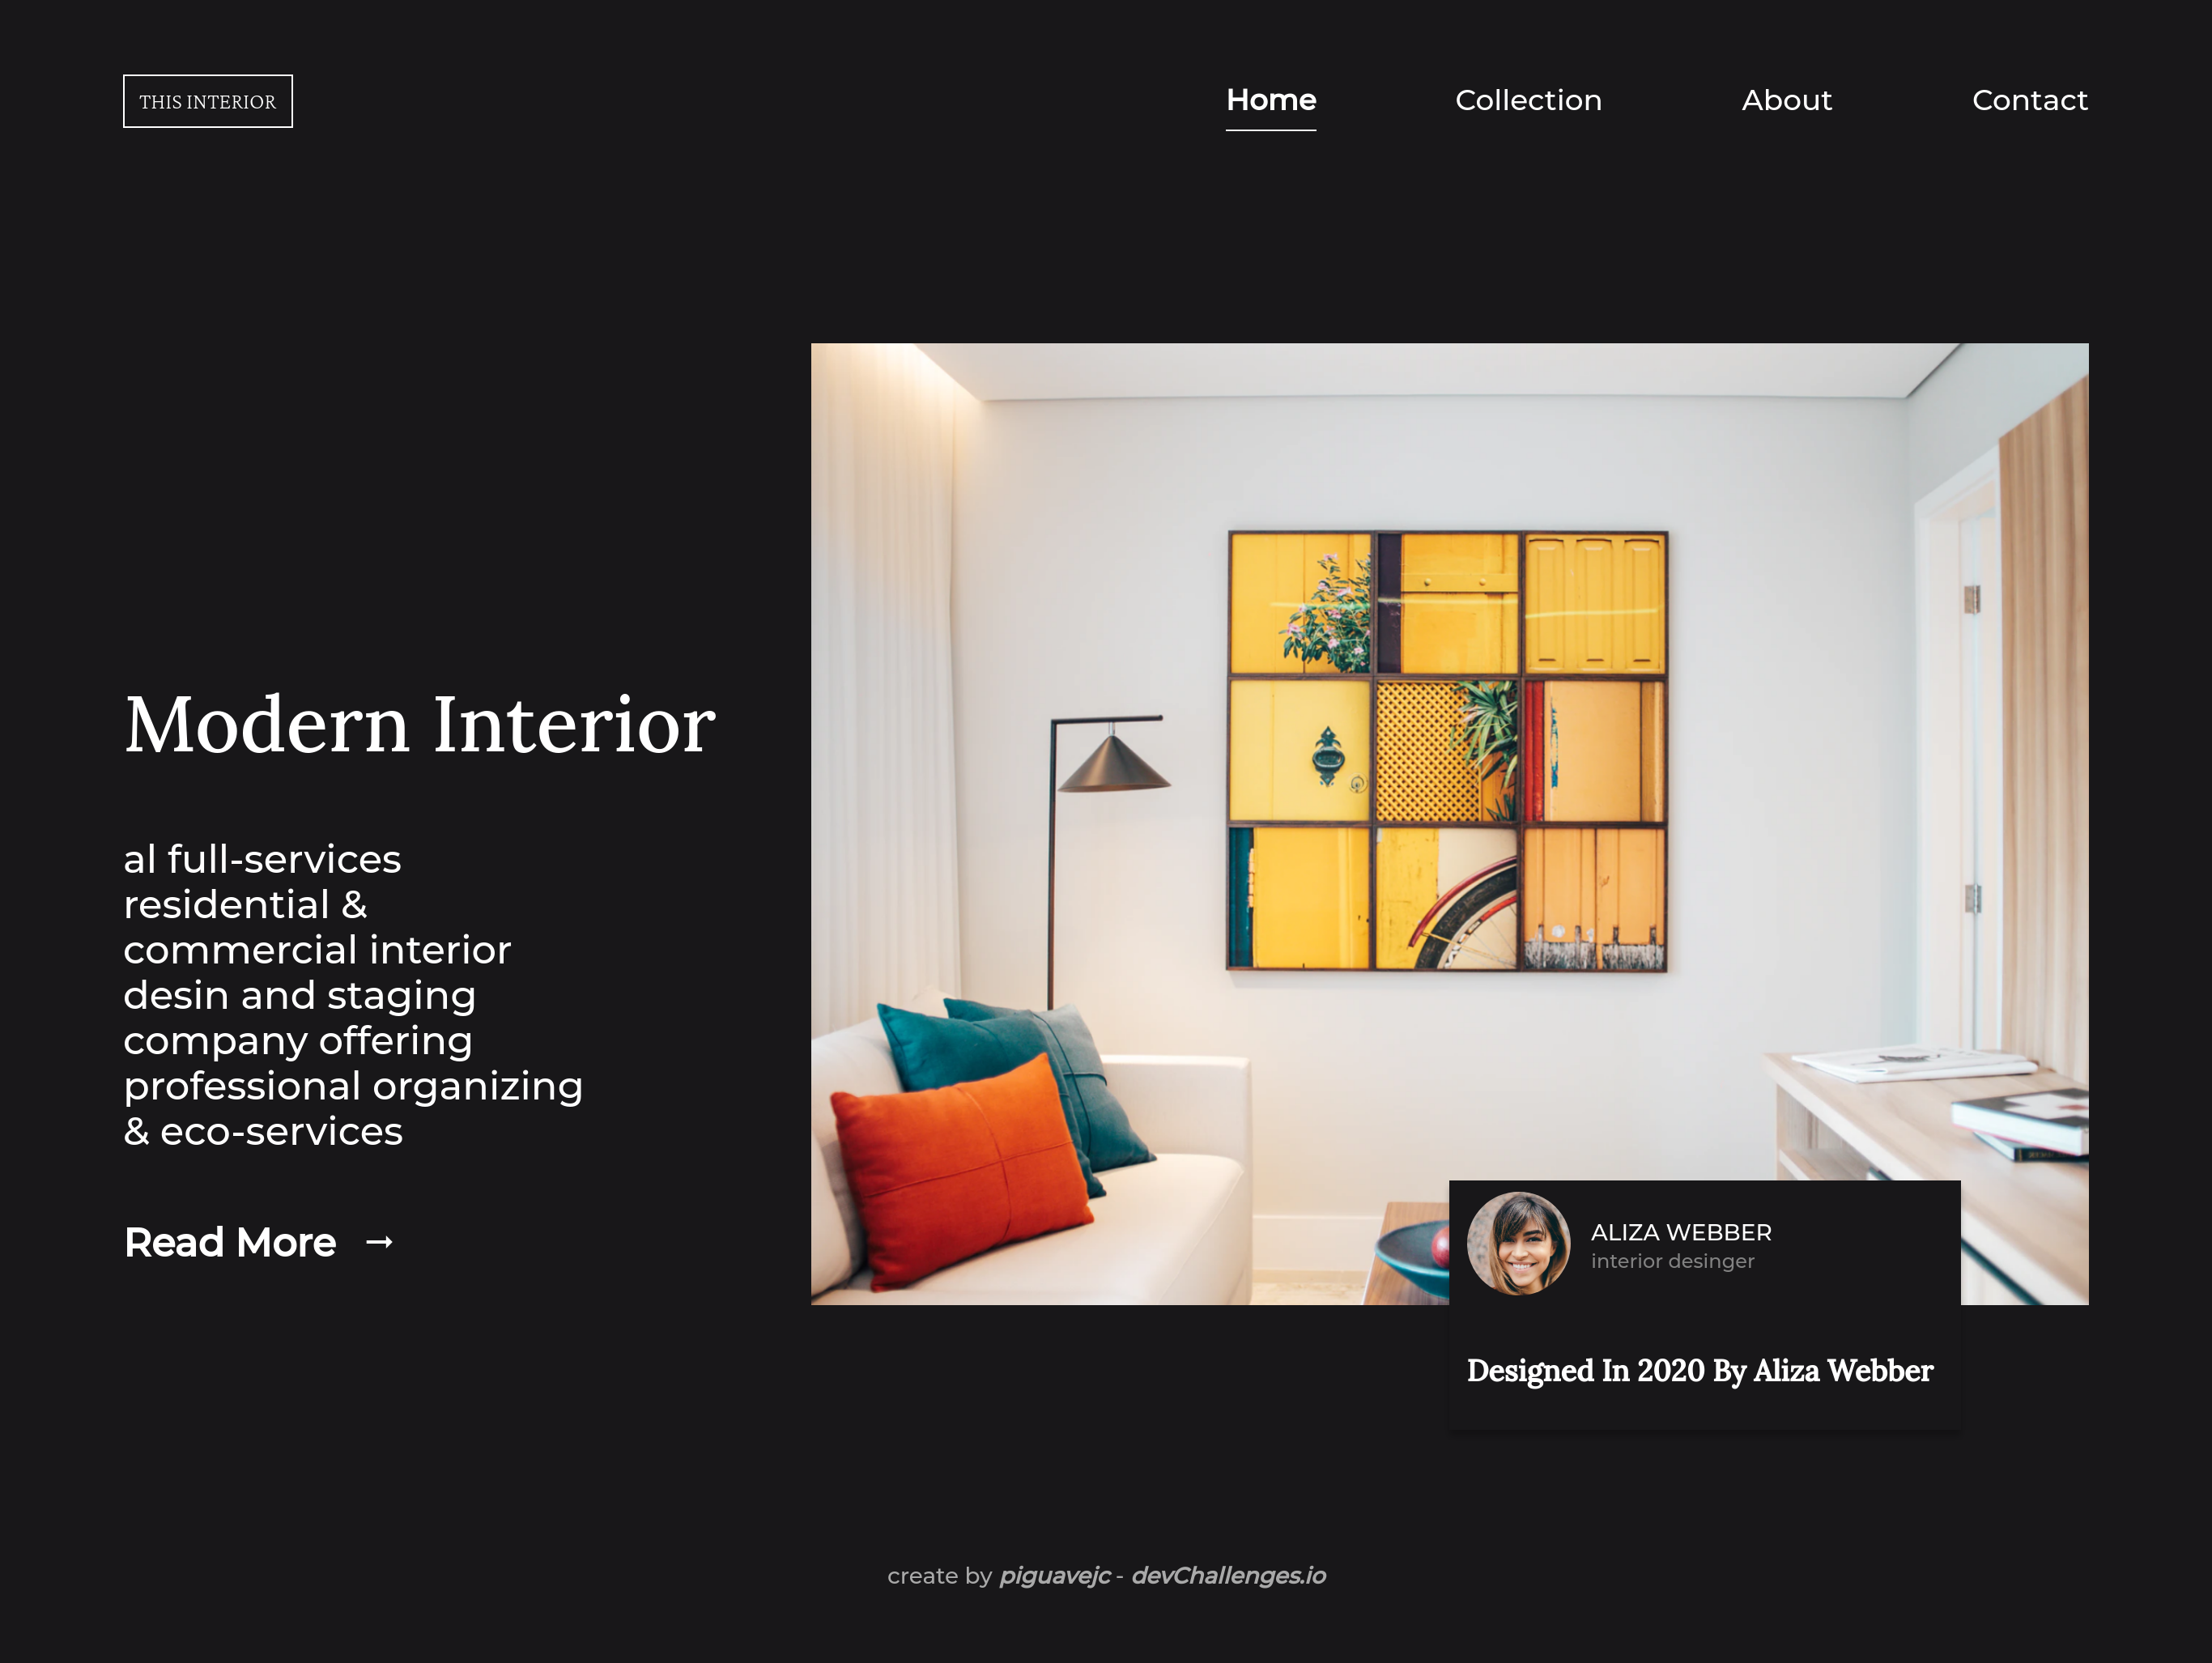 THIS INTERIOR
Home
Collection
About
Contact
Modern Interior
al full-services
residential &
commercial interior
desin and staging
company offering
professional organizing
& eco-services
Read More →
ALIZA WEBBER
interior desinger
Designed In 2020 By Aliza Webber
create by piguavejc - devChallenges.io